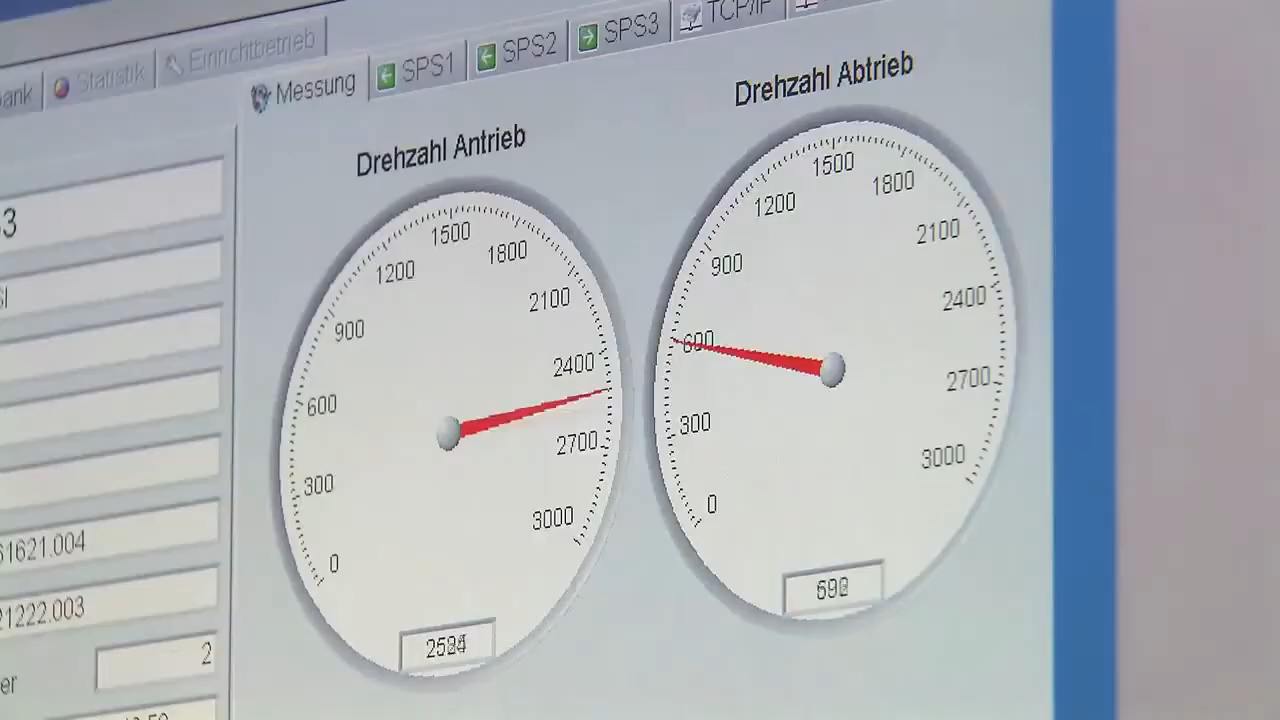 Statistik
Einrichtbetrieb
Messung
SPS1
SPS2
SPS3
TCP/IP
Drehzahl Antrieb
0
300
600
900
1200
1500
1800
2100
2400
2700
3000
Drehzahl Abtrieb
0
300
600
900
1200
1500
1800
2100
2400
2700
3000
61621.004
21222.003
2